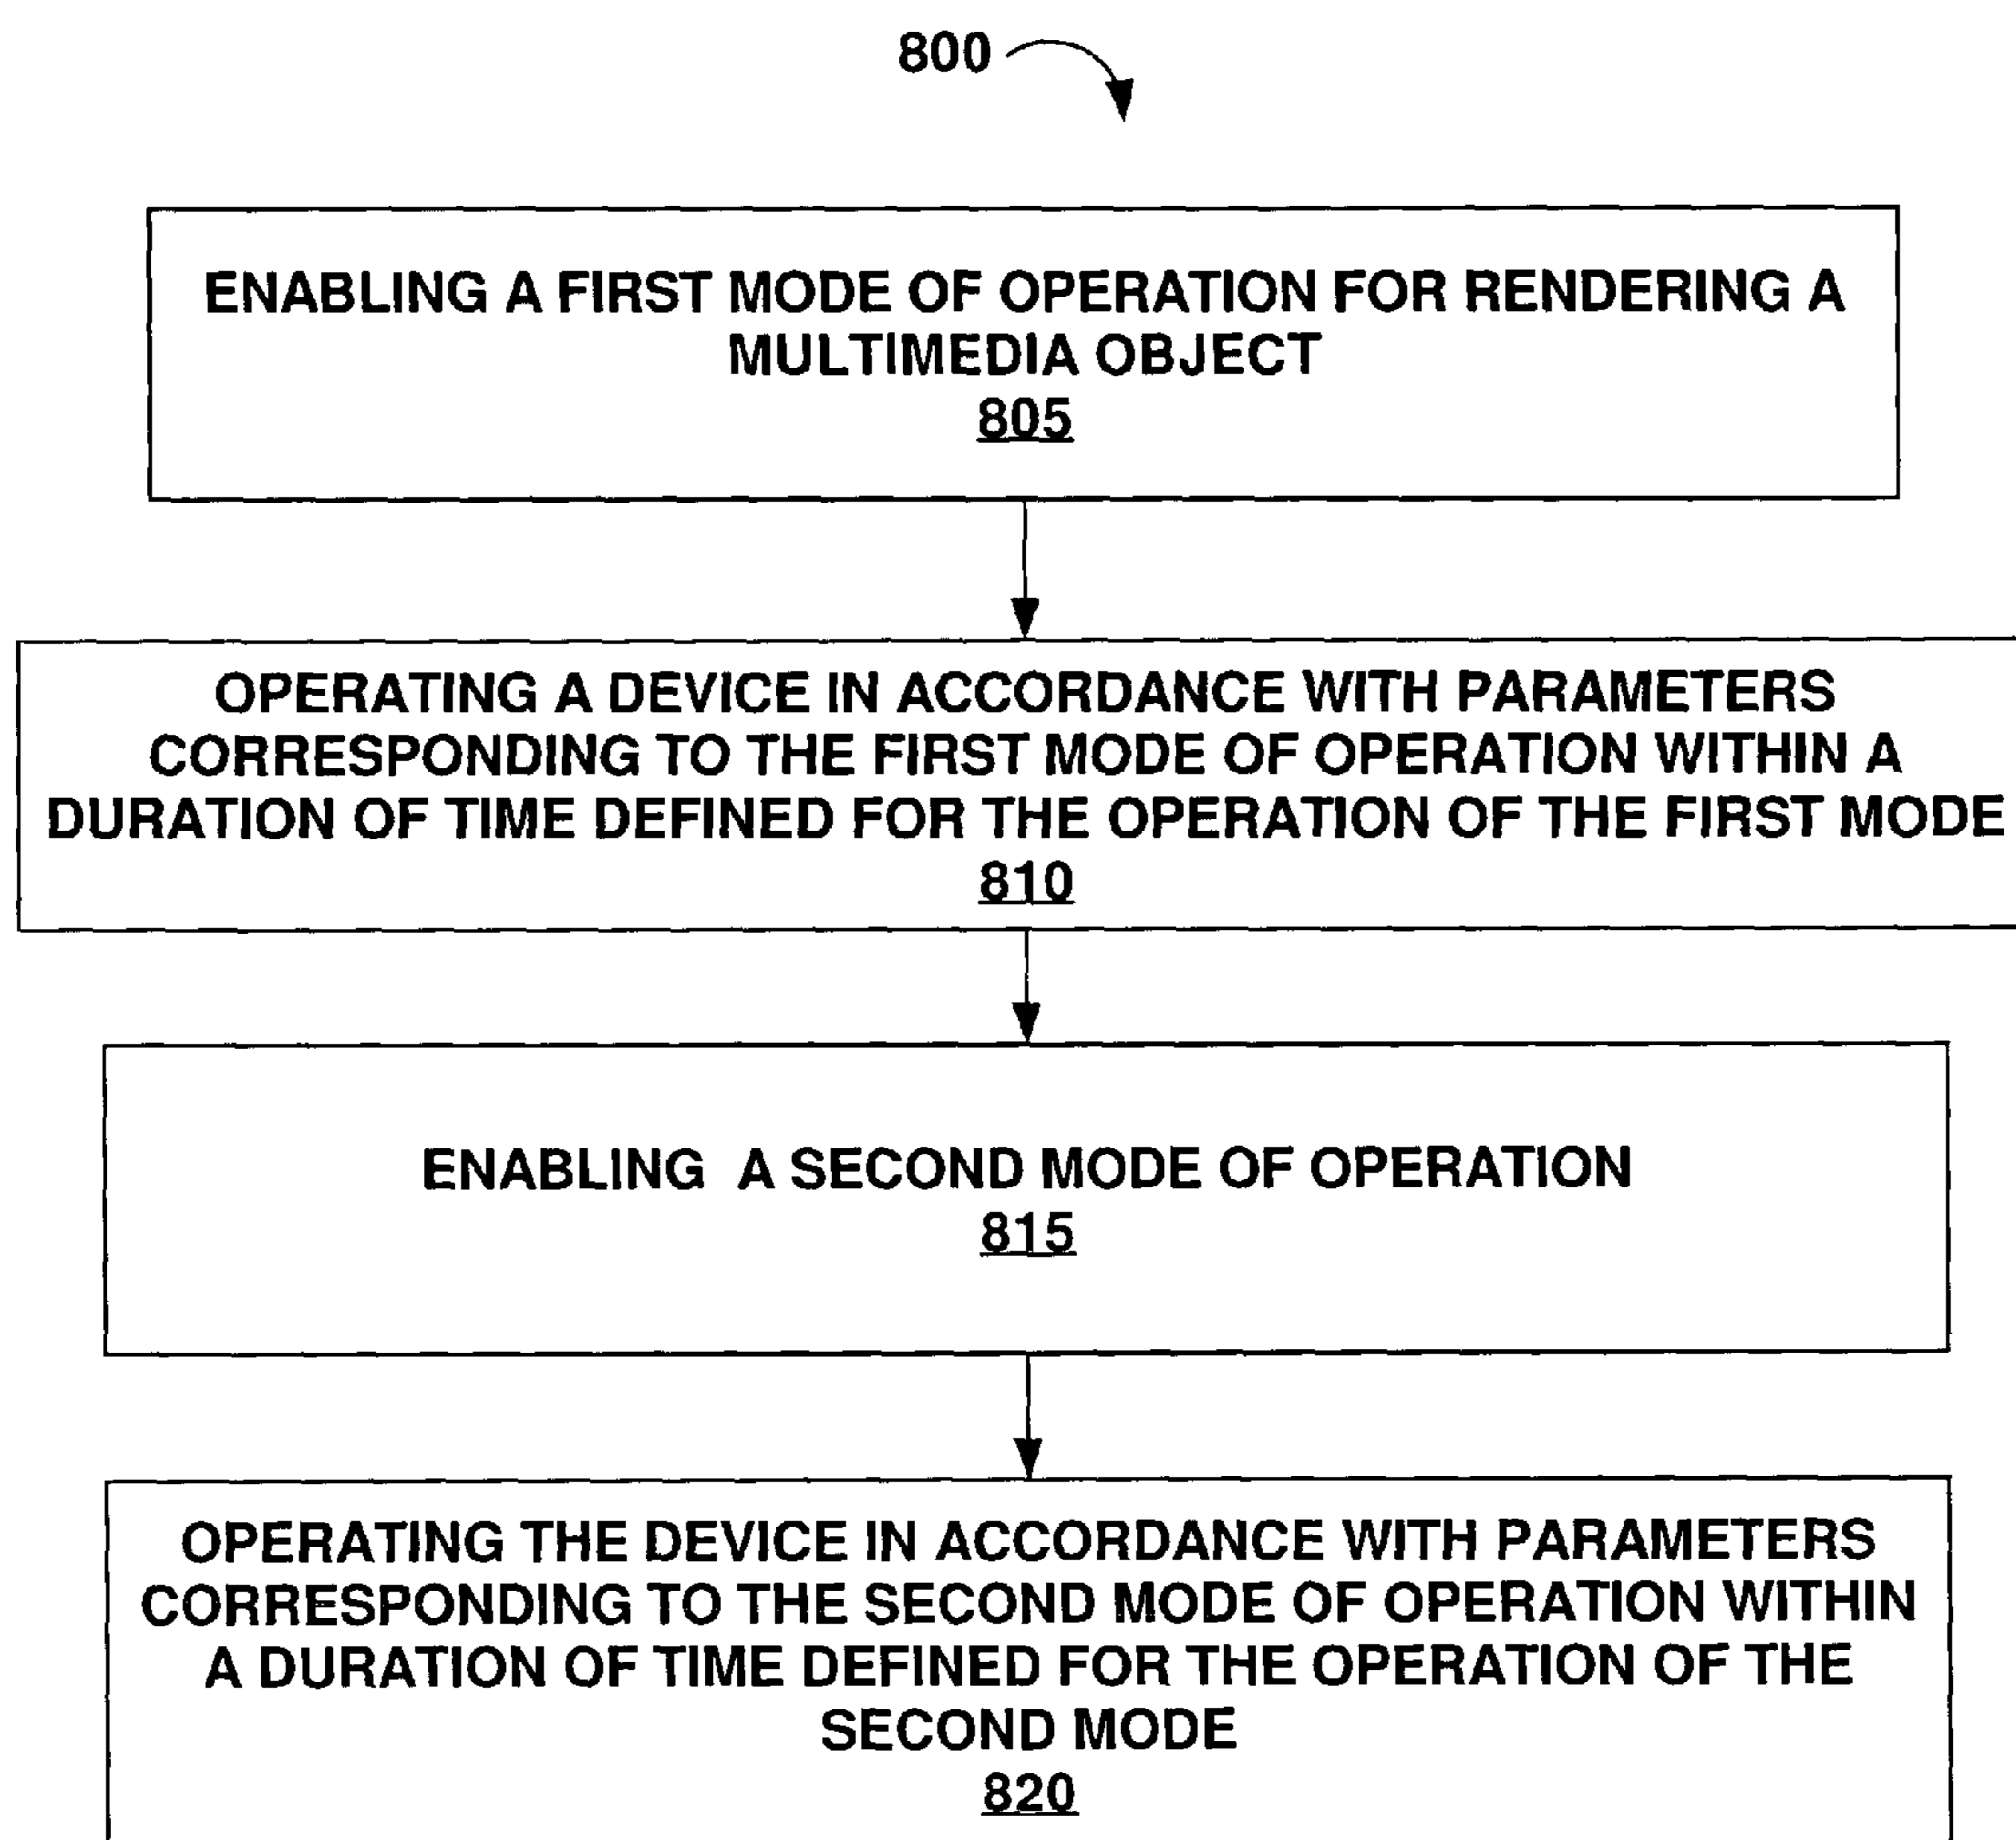 800
ENABLING A FIRST MODE OF OPERATION FOR RENDERING A
MULTIMEDIA OBJECT
805
OPERATING A DEVICE IN ACCORDANCE WITH PARAMETERS
CORRESPONDING TO THE FIRST MODE OF OPERATION WITHIN A
DURATION OF TIME DEFINED FOR THE OPERATION OF THE FIRST MODE
810
ENABLING A SECOND MODE OF OPERATION
815
OPERATING THE DEVICE IN ACCORDANCE WITH PARAMETERS
CORRESPONDING TO THE SECOND MODE OF OPERATION WITHIN
A DURATION OF TIME DEFINED FOR THE OPERATION OF THE
SECOND MODE
820